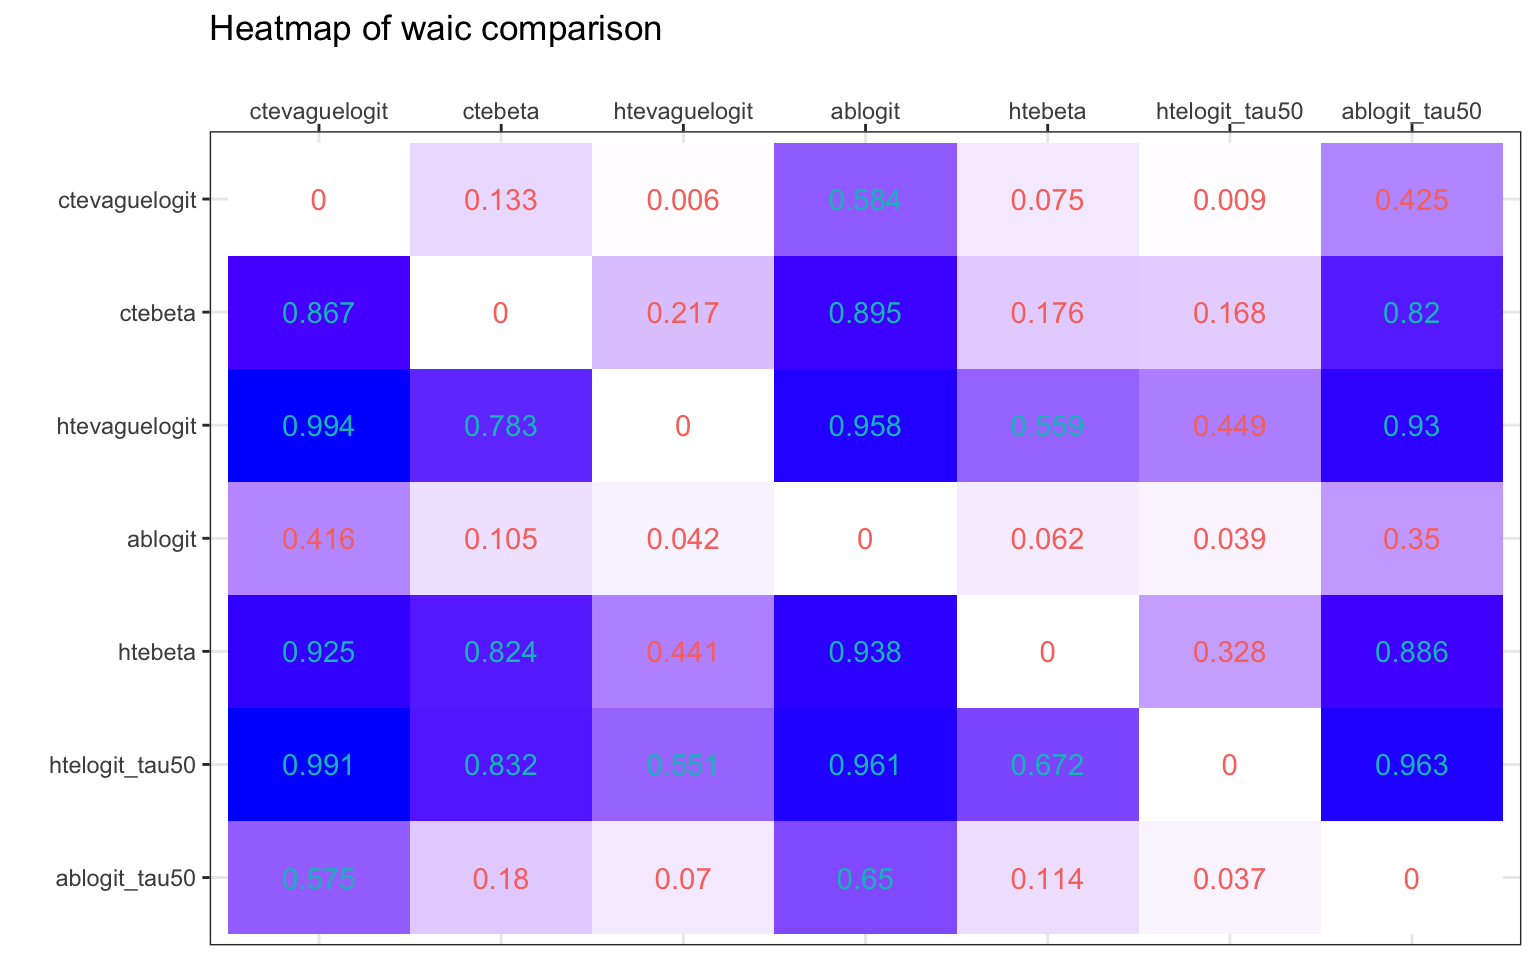 Heatmap of waic comparison
ctevaguelogit ctebeta htevaguelogit ablogit htebeta htelogit_tau50 ablogit_tau50
ctevaguelogit 0 0.133 0.006 0.584 0.075 0.009 0.425
ctebeta 0.867 0 0.217 0.895 0.176 0.168 0.82
htevaguelogit 0.994 0.783 0 0.958 0.559 0.449 0.93
ablogit 0.416 0.105 0.042 0 0.062 0.039 0.35
htebeta 0.925 0.824 0.441 0.938 0 0.328 0.886
htelogit_tau50 0.991 0.832 0.551 0.961 0.672 0 0.963
ablogit_tau50 0.575 0.18 0.07 0.65 0.114 0.037 0